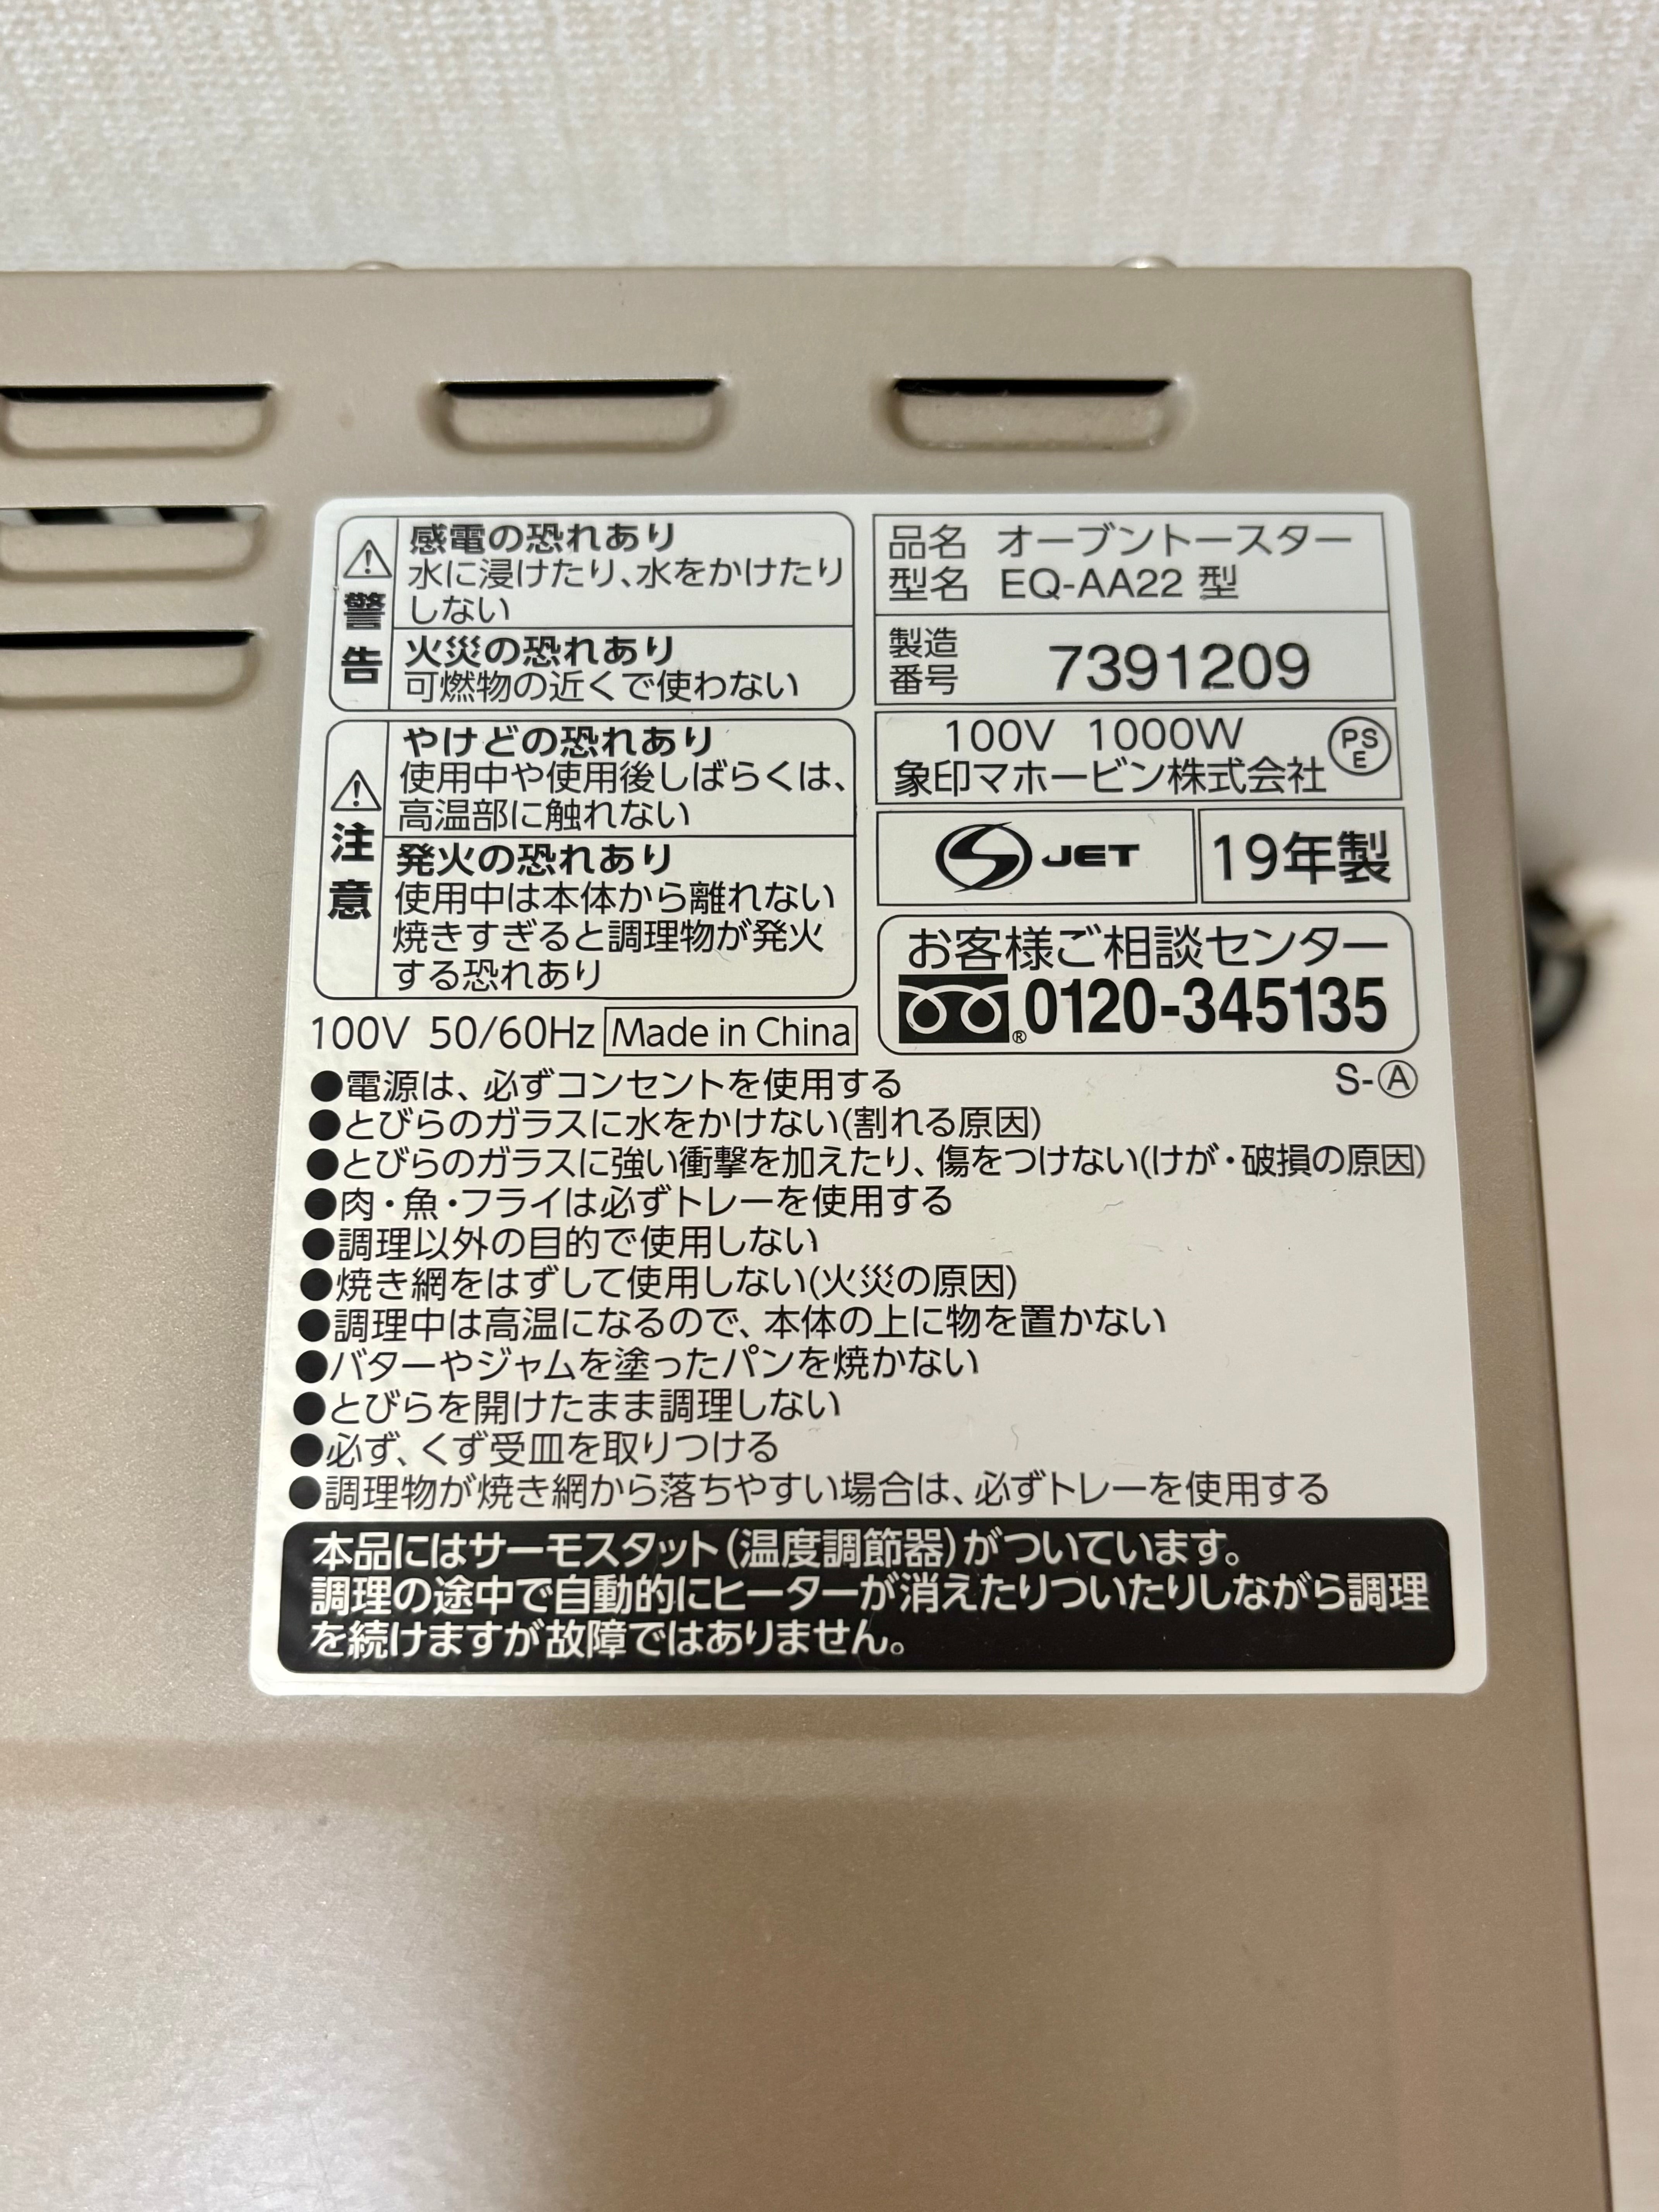 警告
感電の恐れあり
水に浸けたり、水をかけたり
しない
火災の恐れあり
可燃物の近くで使わない
注意
やけどの恐れあり
使用中や使用後しばらくは、
高温部に触れない
発火の恐れあり
使用中は本体から離れない
焼きすぎると調理物が発火
する恐れあり
100V 50/60Hz Made in China
品名 オーブントースター
型名 EQ-AA22 型
製造番号 7391209
100V 1000W
象印マホービン株式会社
PSE
S JET 19年製
お客様ご相談センター
®0120-345135
S-Ⓐ
●電源は、必ずコンセントを使用する
●とびらのガラスに水をかけない(割れる原因)
●とびらのガラスに強い衝撃を加えたり、傷をつけない(けが・破損の原因)
●肉・魚・フライは必ずトレーを使用する
●調理以外の目的で使用しない
●焼き網をはずして使用しない(火災の原因)
●調理中は高温になるので、本体の上に物を置かない
●バターやジャムを塗ったパンを焼かない
●とびらを開けたまま調理しない
●必ず、くず受皿を取りつける
●調理物が焼き網から落ちやすい場合は、必ずトレーを使用する
本品にはサーモスタット(温度調節器)がついています。
調理の途中で自動的にヒーターが消えたりついたりしながら調理
を続けますが故障ではありません。